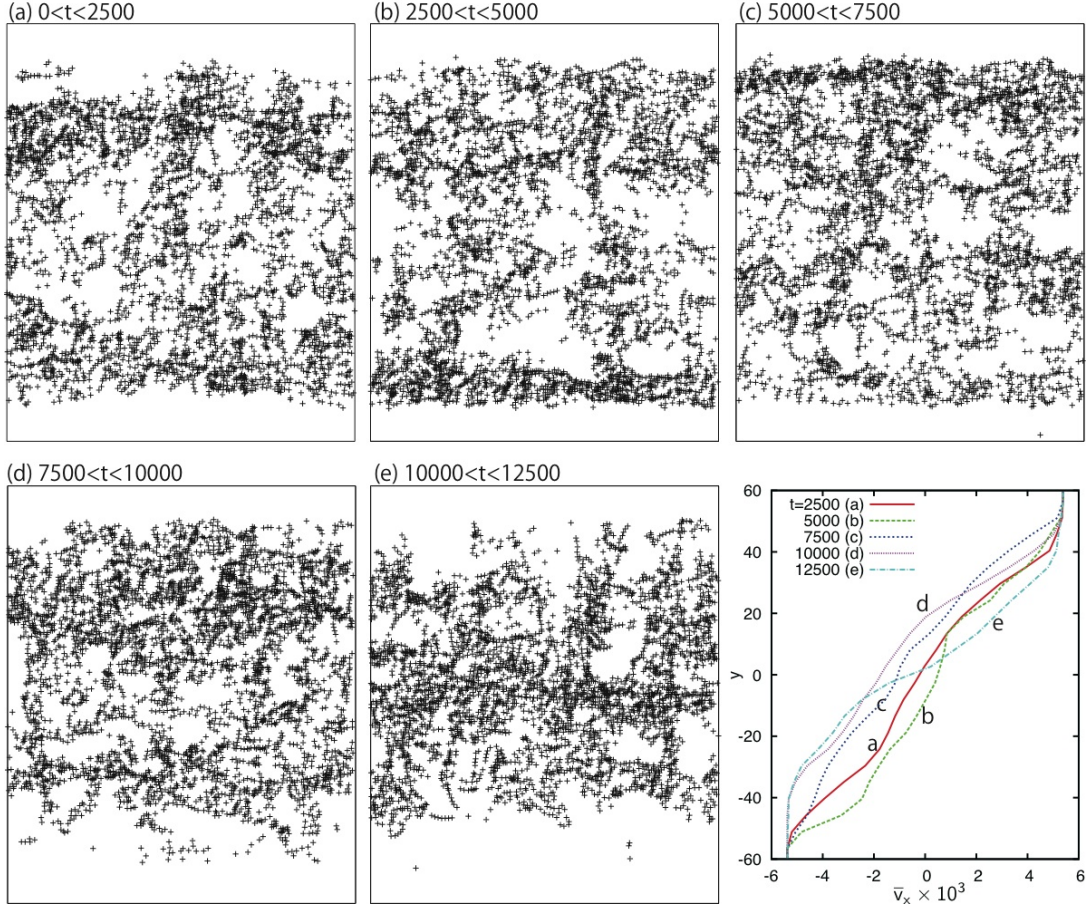 (a) 0<t<2500
(b) 2500<t<5000
(c) 5000<t<7500
(d) 7500<t<10000
(e) 10000<t<12500
t=2500 (a)
5000 (b)
7500 (c)
10000 (d)
12500 (e)
60
40
20
0
-20
-40
-60
y
d
e
c
b
a
-6 -4 -2 0 2 4 6
v̅ₓ × 10³